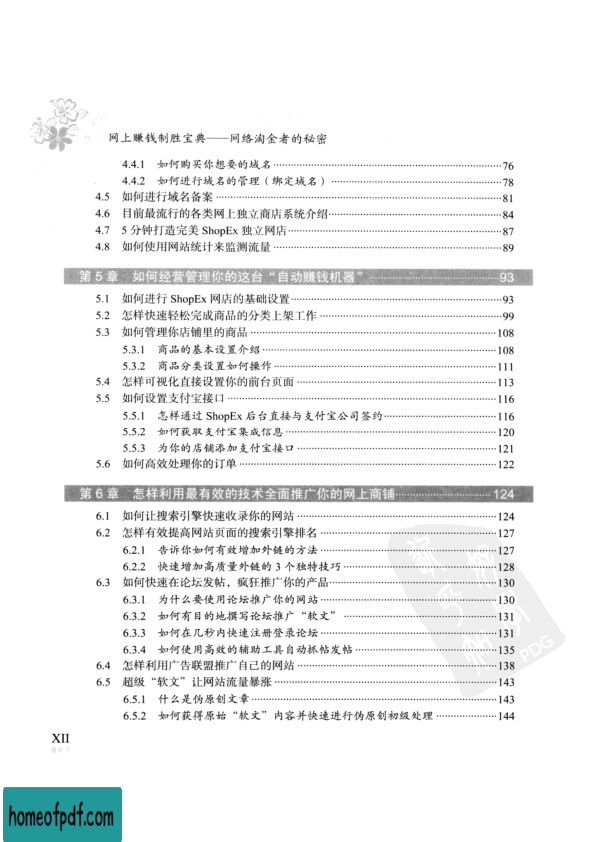 网上赚钱制胜宝典——网络淘金者的秘密
4.4.1 如何购买你想要的域名 76
4.4.2 如何进行域名的管理（绑定域名） 78
4.5 如何进行域名备案 81
4.6 目前最流行的各类网上独立商店系统介绍 84
4.7 5分钟打造完美 ShopEx 独立网店 87
4.8 如何使用网站统计来监测流量 89
第5章 如何经营管理你的这台“自动赚钱机器” 93
5.1 如何进行 ShopEx 网店的基础设置 93
5.2 怎样快速轻松完成商品的分类上架工作 99
5.3 如何管理你店铺里的商品 108
5.3.1 商品的基本设置介绍 108
5.3.2 商品分类设置如何操作 111
5.4 怎样可视化直接设置你的前台页面 113
5.5 如何设置支付宝接口 116
5.5.1 怎样通过 ShopEx 后台直接与支付宝公司签约 116
5.5.2 如何获取支付宝集成信息 120
5.5.3 为你的店铺添加支付宝接口 121
5.6 如何高效处理你的订单 122
第6章 怎样利用最有效的技术全面推广你的网上商铺 124
6.1 如何让搜索引擎快速收录你的网站 124
6.2 怎样有效提高网站页面的搜索引擎排名 127
6.2.1 告诉你如何有效增加外链的方法 127
6.2.2 快速增加高质量外链的3个独特技巧 128
6.3 如何快速在论坛发帖，疯狂推广你的产品 130
6.3.1 为什么要使用论坛推广你的网站 130
6.3.2 如何有目的地撰写论坛推广“软文” 131
6.3.3 如何在几秒内快速注册登录论坛 131
6.3.4 如何使用高效的辅助工具自动抓帖发帖 135
6.4 怎样利用广告联盟推广自己的网站 138
6.5 超级“软文”让网站流量暴涨 143
6.5.1 什么是伪原创文章 143
6.5.2 如何获得原始“软文”内容并快速进行伪原创初级处理 144
PDG
XII
homeofpdf.com